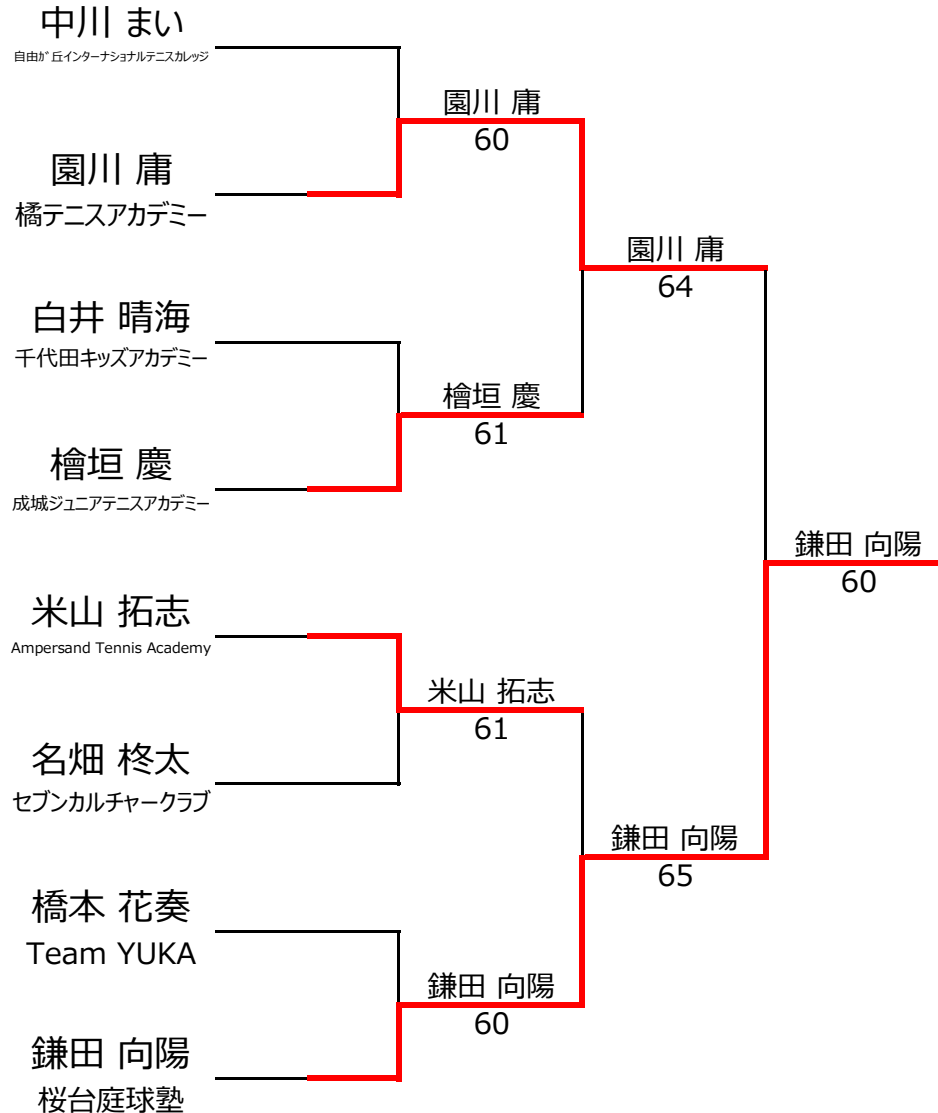 中川 まい
自由ｶﾞ丘インターナショナルテニスカレッジ
園川 庸
60
園川 庸
橘テニスアカデミー
園川 庸
64
白井 晴海
千代田キッズアカデミー
檜垣 慶
61
檜垣 慶
成城ジュニアテニスアカデミー
鎌田 向陽
60
米山 拓志
Ampersand Tennis Academy
米山 拓志
61
名畑 柊太
セブンカルチャークラブ
鎌田 向陽
65
橋本 花奏
Team YUKA
鎌田 向陽
60
鎌田 向陽
桜台庭球塾